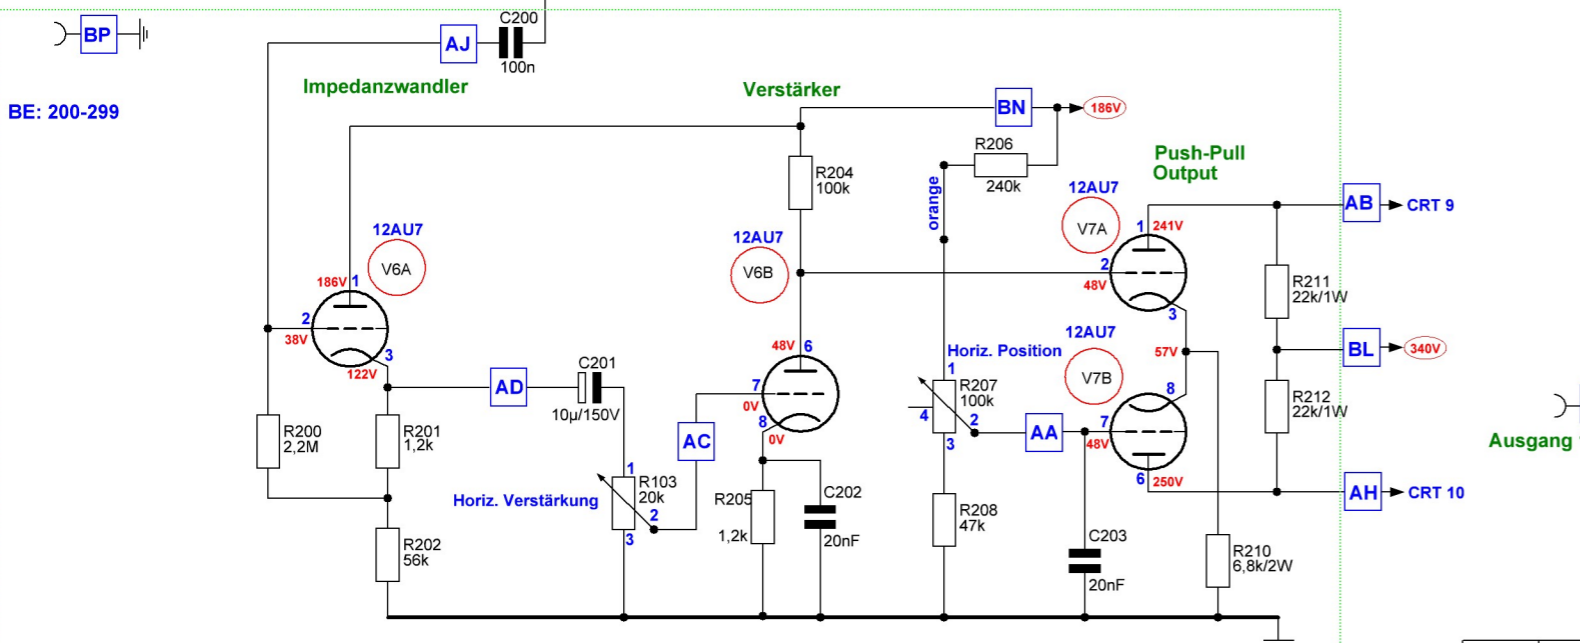 BP
AJ
C200
100n
Impedanzwandler
Verstärker
BE: 200-299
BN
186V
R206
240k
Push-Pull
Output
R204
100k
orange
12AU7
V7A
AB
CRT 9
1
241V
12AU7
V6A
12AU7
V6B
186V
1
2
48V
R211
22k/1W
2
38V
3
3
122V
12AU7
V7B
Horiz. Position
57V
BL
340V
48V
6
C201
10µ/150V
AD
7
0V
8
0V
1
R207
100k
4
2
3
AA
8
7
48V
R212
22k/1W
R200
2,2M
R201
1,2k
AC
Ausgang
6
250V
AH
CRT 10
Horiz. Verstärkung
1
R103
20k
2
3
R205
1,2k
C202
20nF
R208
47k
C203
20nF
R202
56k
R210
6,8k/2W